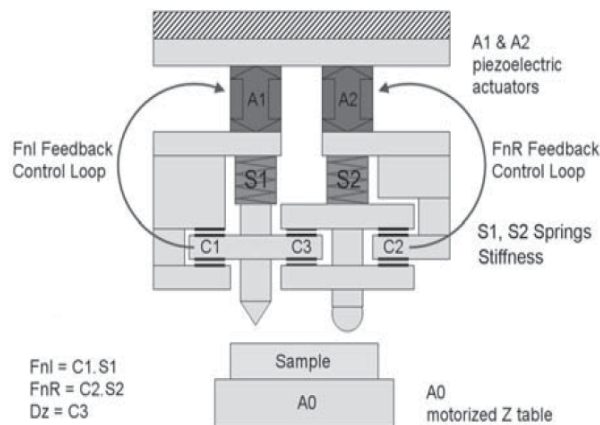 A1 & A2
piezoelectric
actuators
A1
A2
FnI Feedback
Control Loop
FnR Feedback
Control Loop
S1
S2
S1, S2 Springs
Stiffness
C1
C3
C2
Sample
A0
A0
motorized Z table
FnI = C1.S1
FnR = C2.S2
Dz = C3